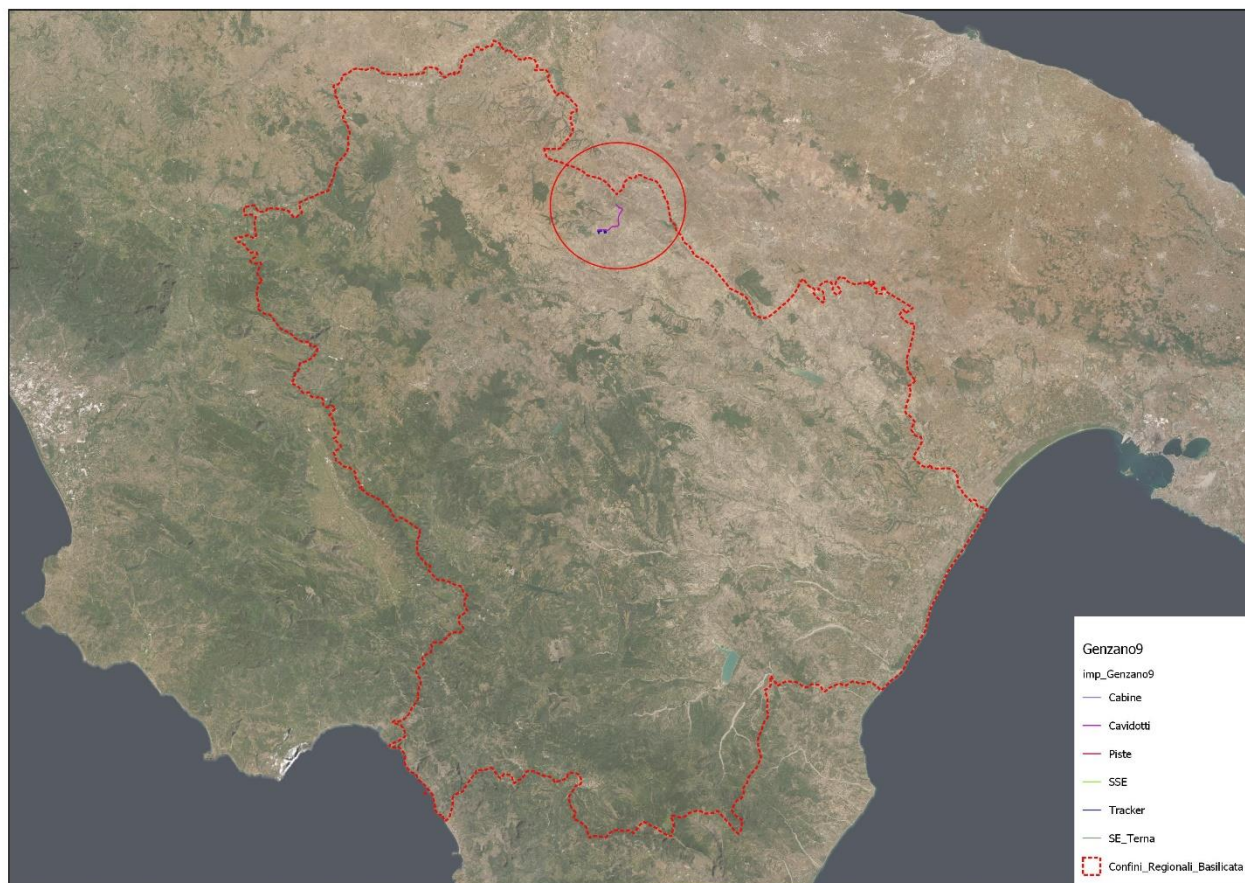 Genzano9
imp_Genzano9
Cabine
Cavidotti
Piste
SSE
Tracker
SE_Terna
Confini_Regionali_Basilicata